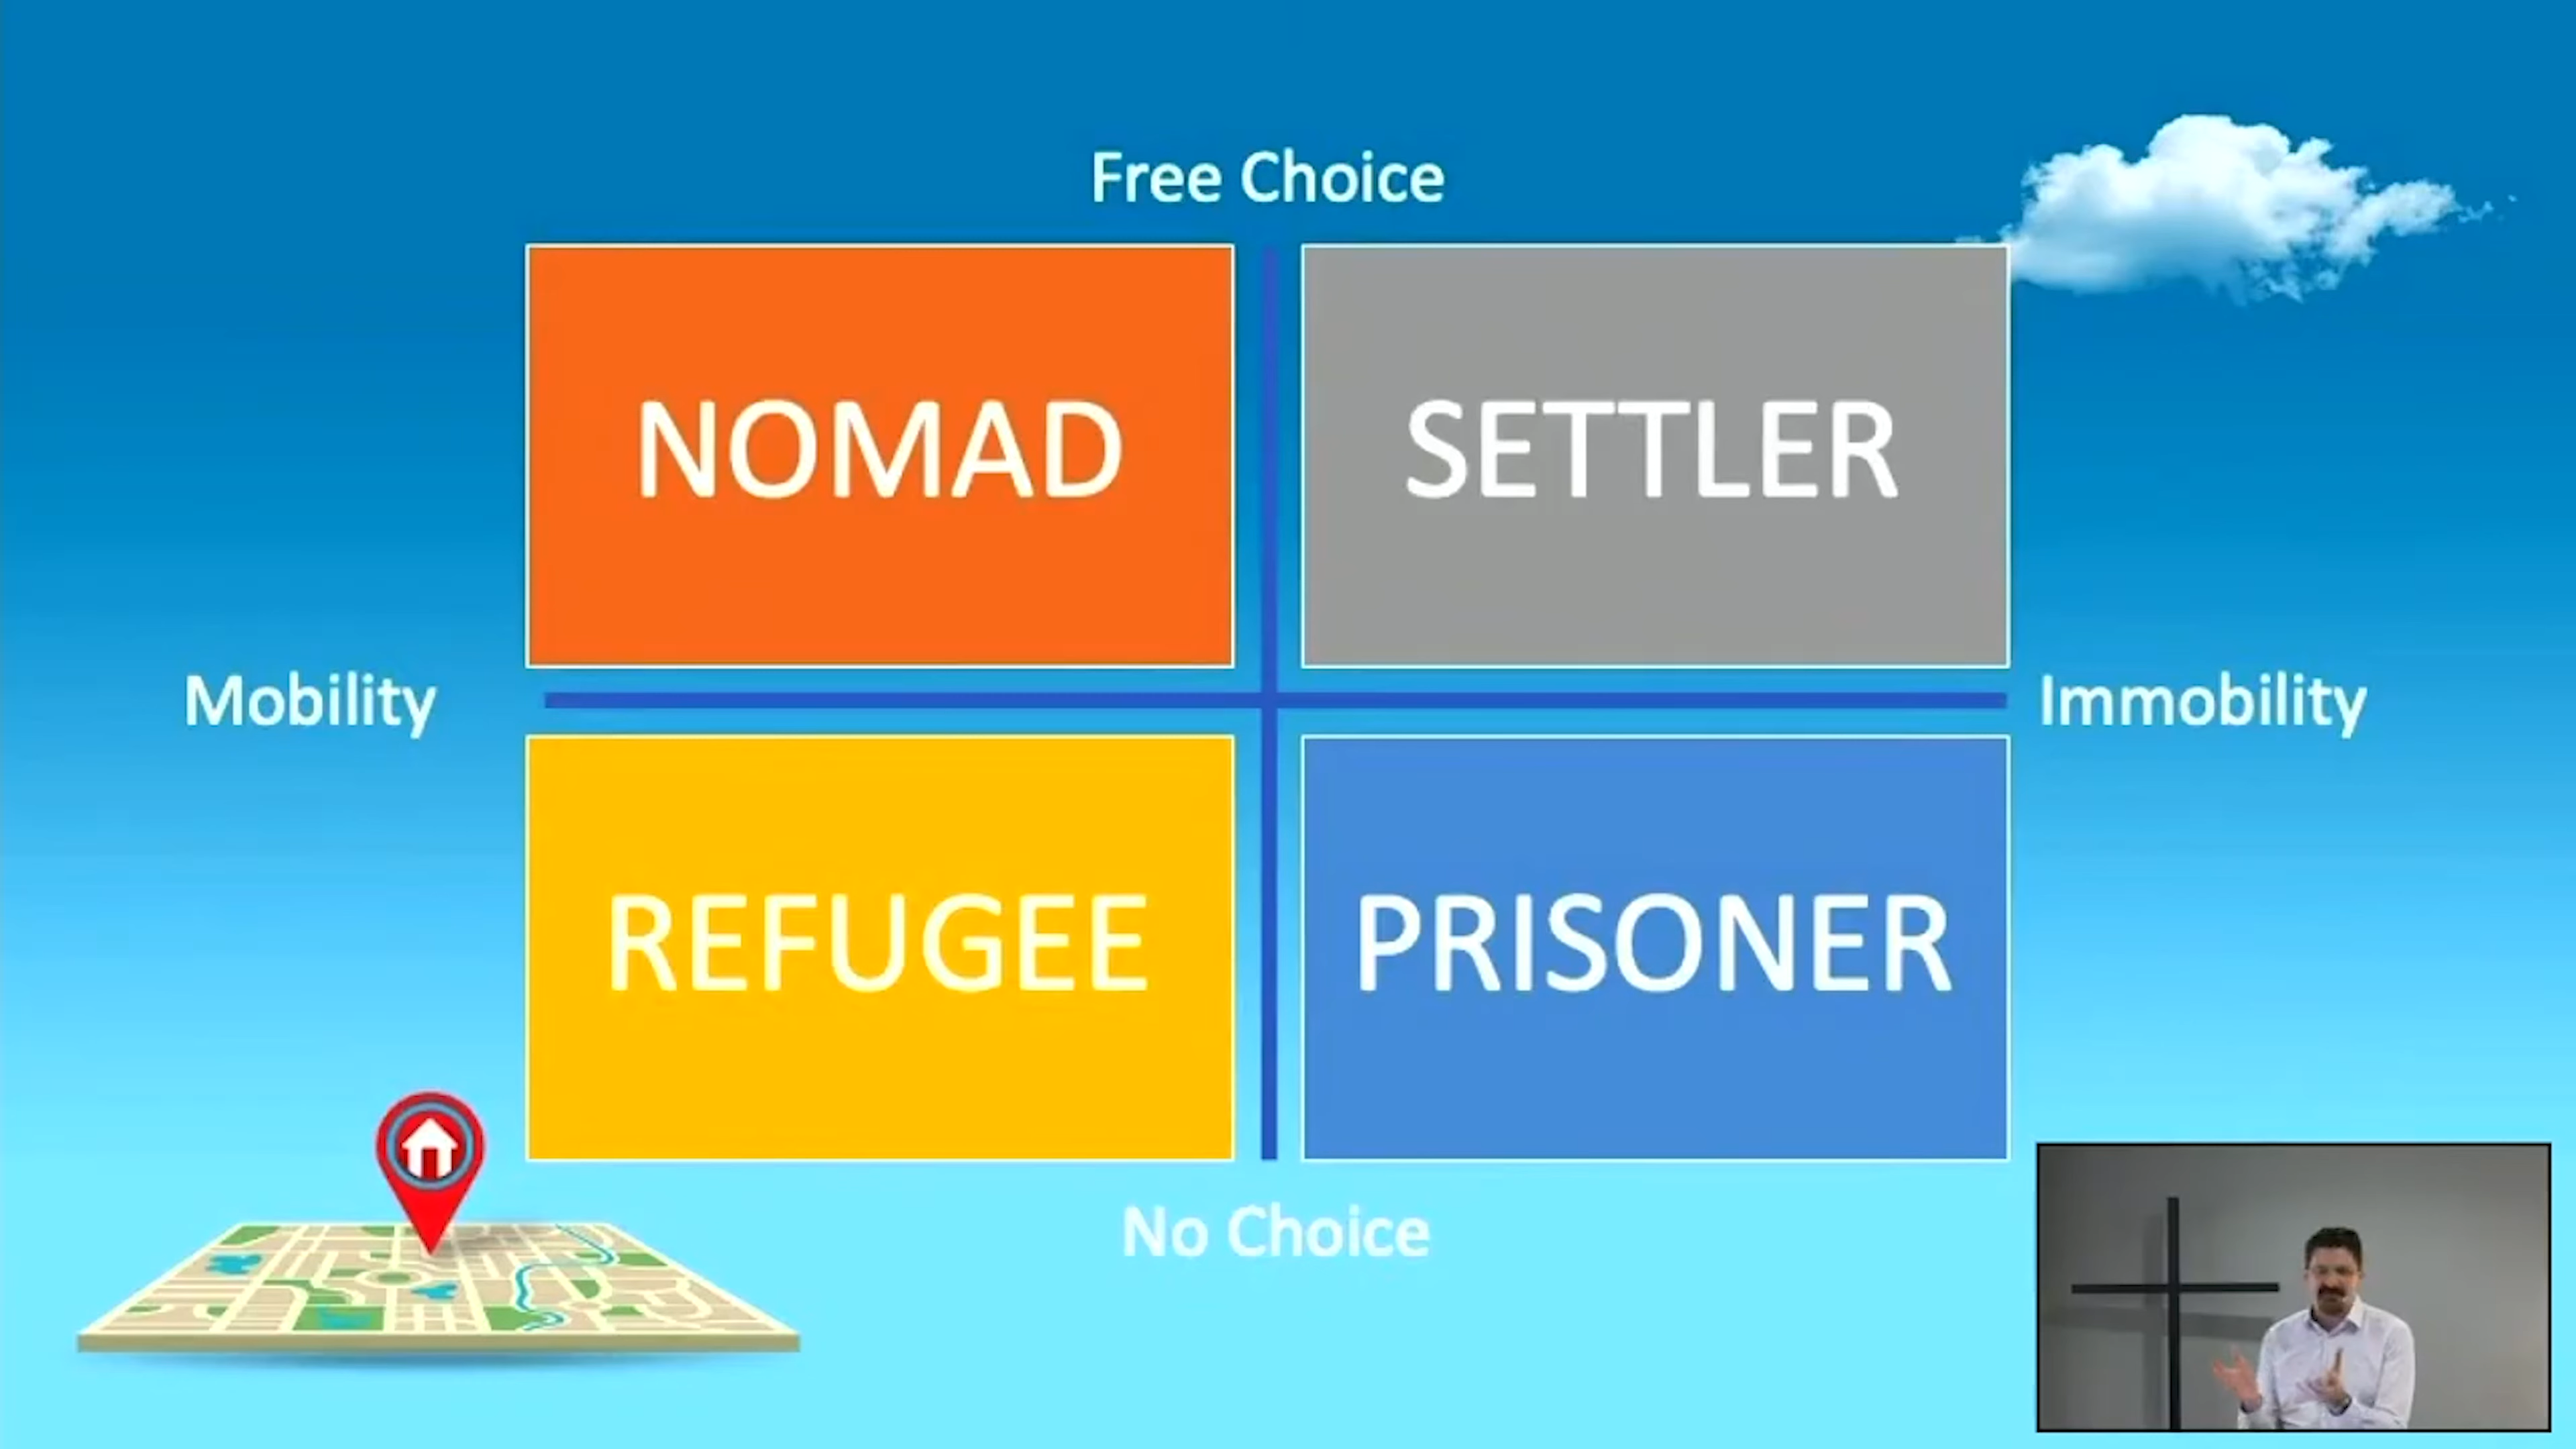 Free Choice
NOMAD
SETTLER
Mobility
Immobility
REFUGEE
PRISONER
No Choice